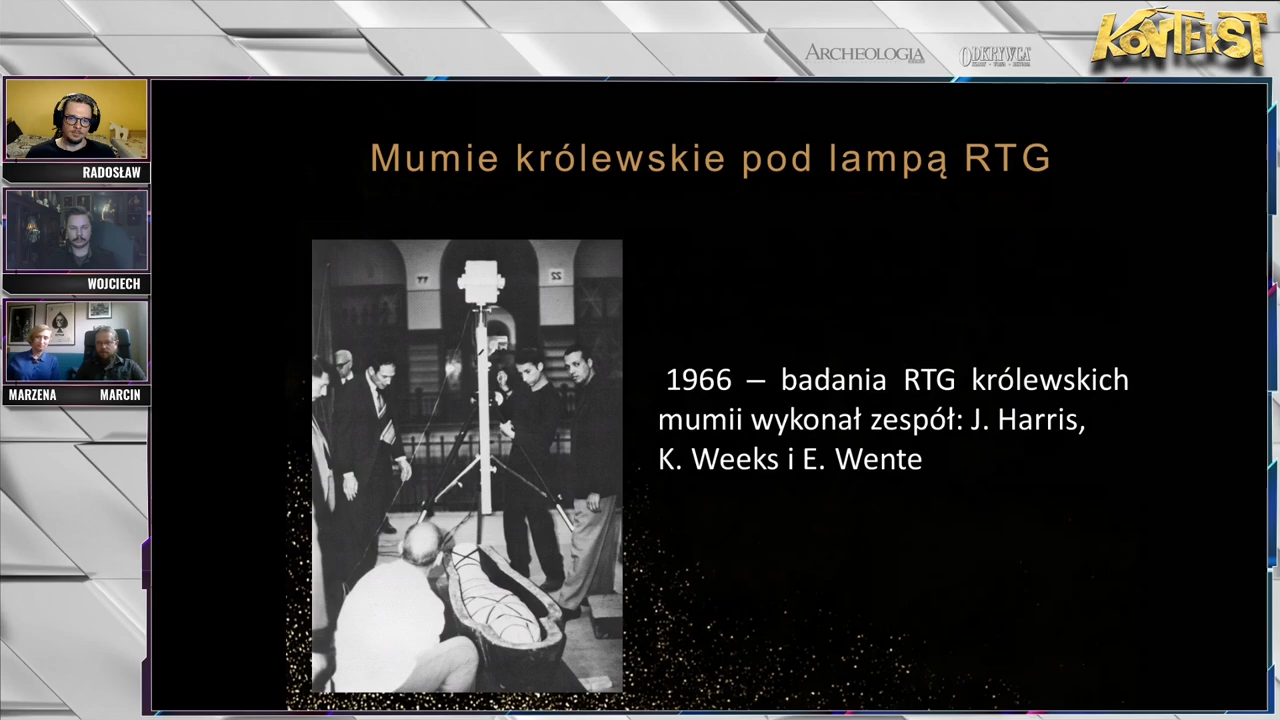 KONTEKST
ARCHEOLOGIA
ODKRYWCA
RADOSŁAW
WOJCIECH
MARZENA MARCIN
Mumie królewskie pod lampą RTG
22
1966 – badania RTG królewskich
mumii wykonał zespół: J. Harris,
K. Weeks i E. Wente